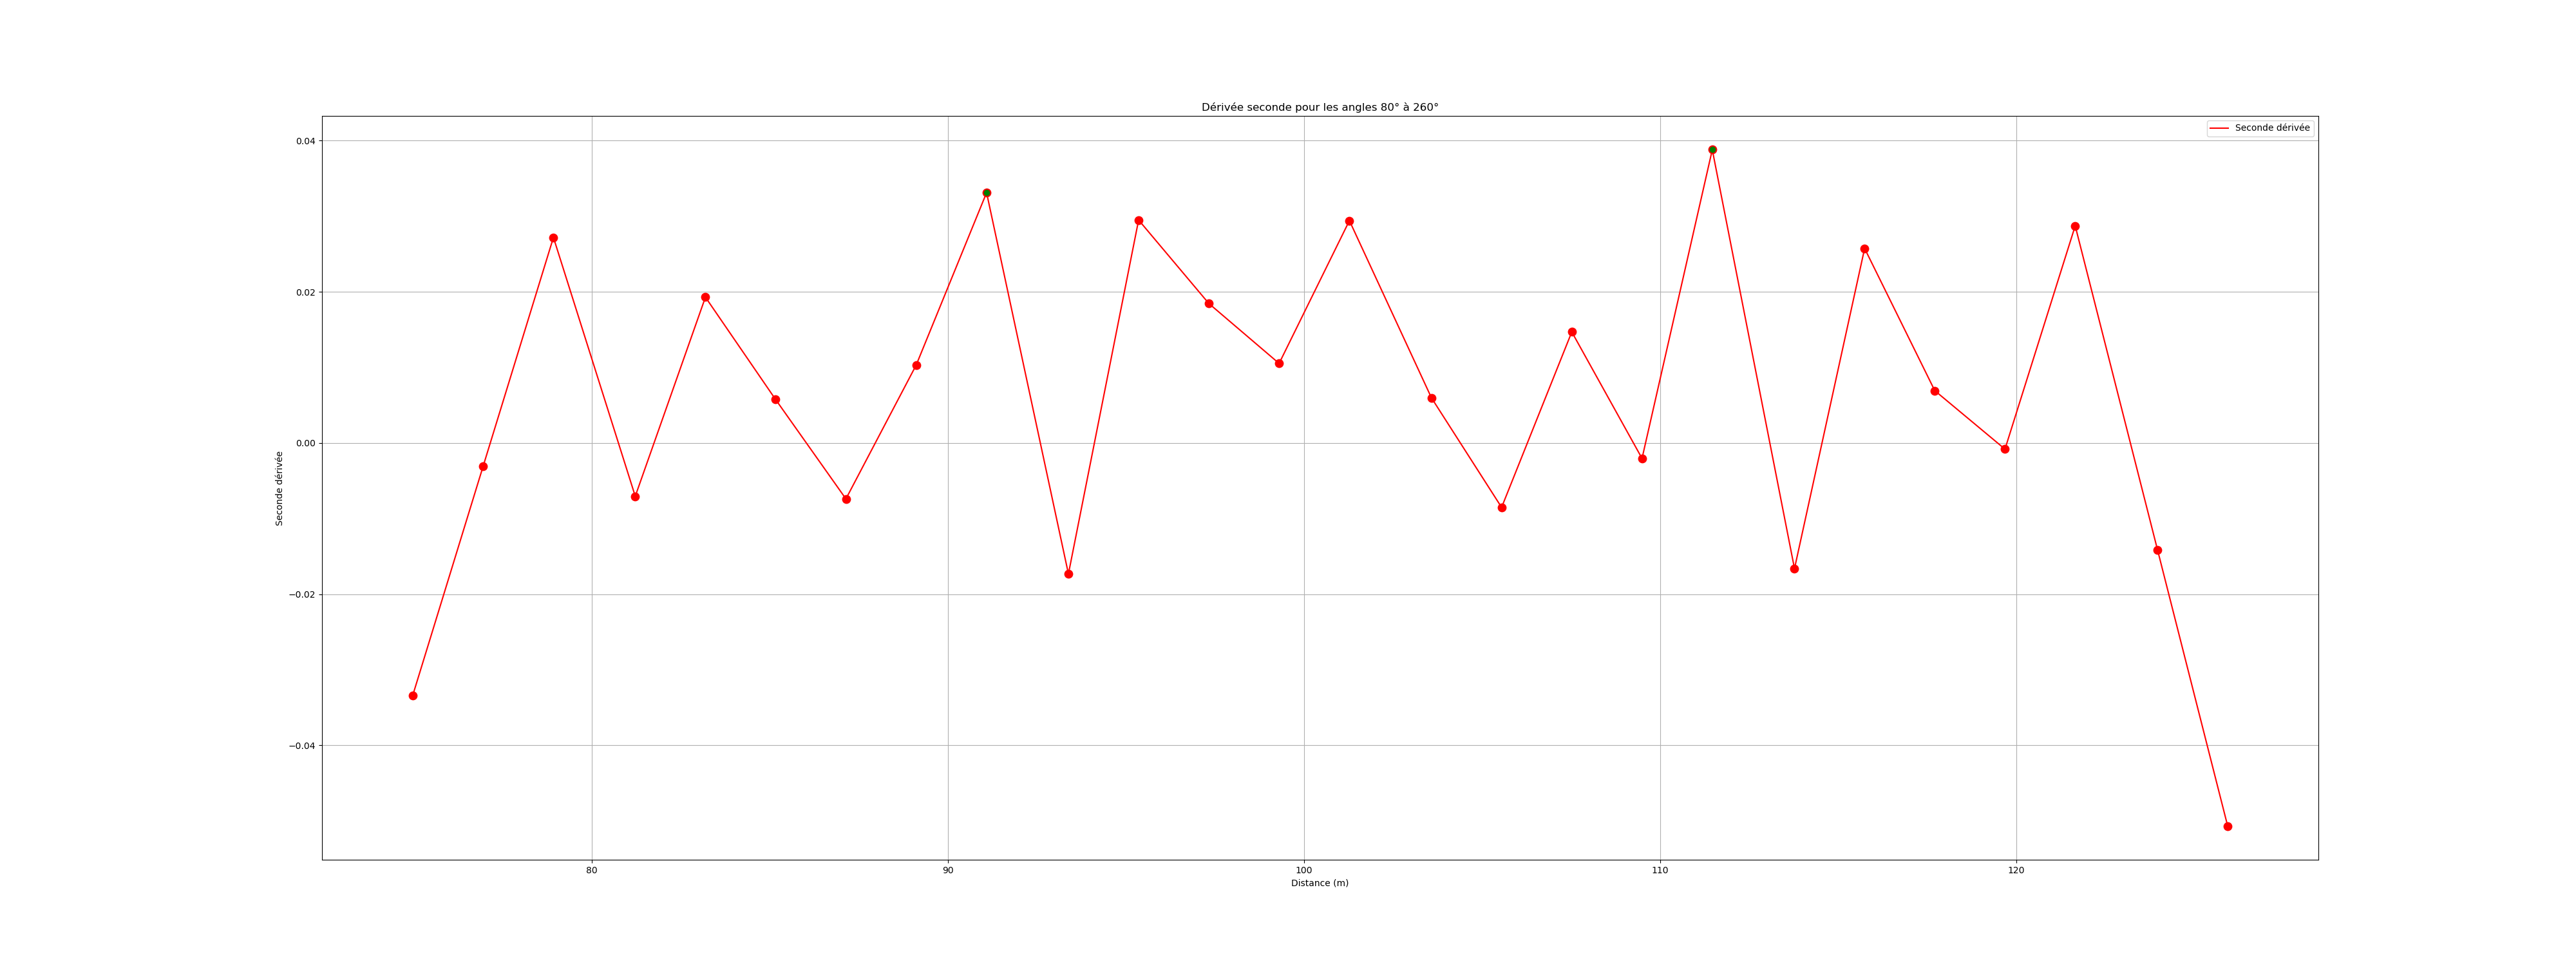 Dérivée seconde pour les angles 80° à 260°
Seconde dérivée
0.04
0.02
0.00
−0.02
−0.04
Seconde dérivée
80
90
100
110
120
Distance (m)